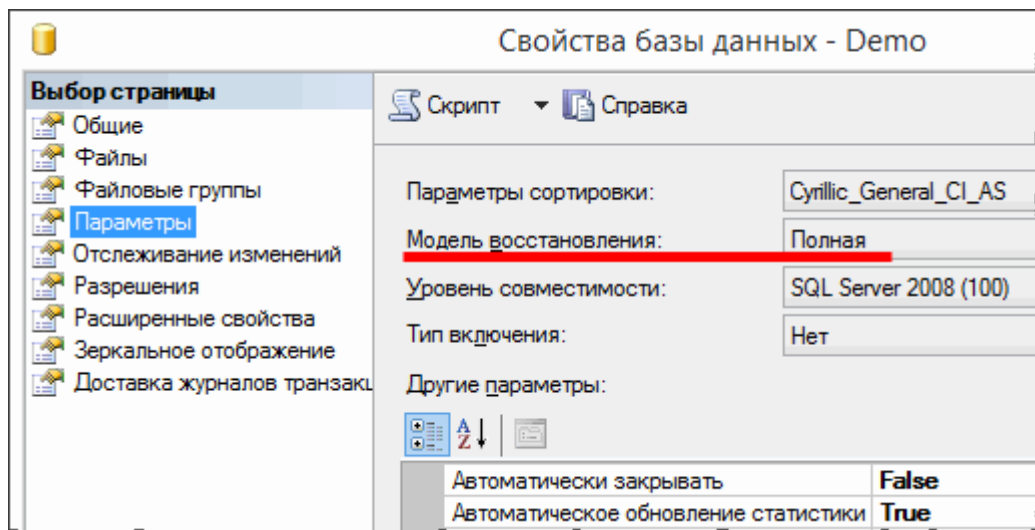 Свойства базы данных - Demo
Выбор страницы
Общие
Файлы
Файловые группы
Параметры
Отслеживание изменений
Разрешения
Расширенные свойства
Зеркальное отображение
Доставка журналов транзакц
Скрипт Справка
Параметры сортировки: Cyrillic_General_CI_AS
Модель восстановления: Полная
Уровень совместимости: SQL Server 2008 (100)
Тип включения: Нет
Другие параметры:
Автоматически закрывать False
Автоматическое обновление статистики True